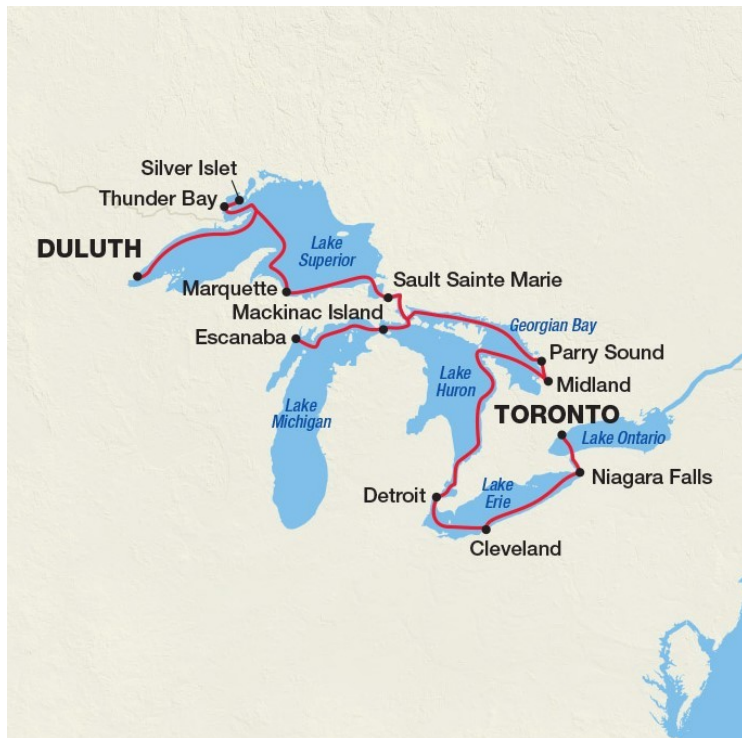 Silver Islet
Thunder Bay
DULUTH
Lake
Superior
Marquette
Sault Sainte Marie
Mackinac Island
Escanaba
Georgian Bay
Parry Sound
Lake
Huron
Midland
Lake
Michigan
TORONTO
Lake Ontario
Niagara Falls
Detroit
Lake
Erie
Cleveland